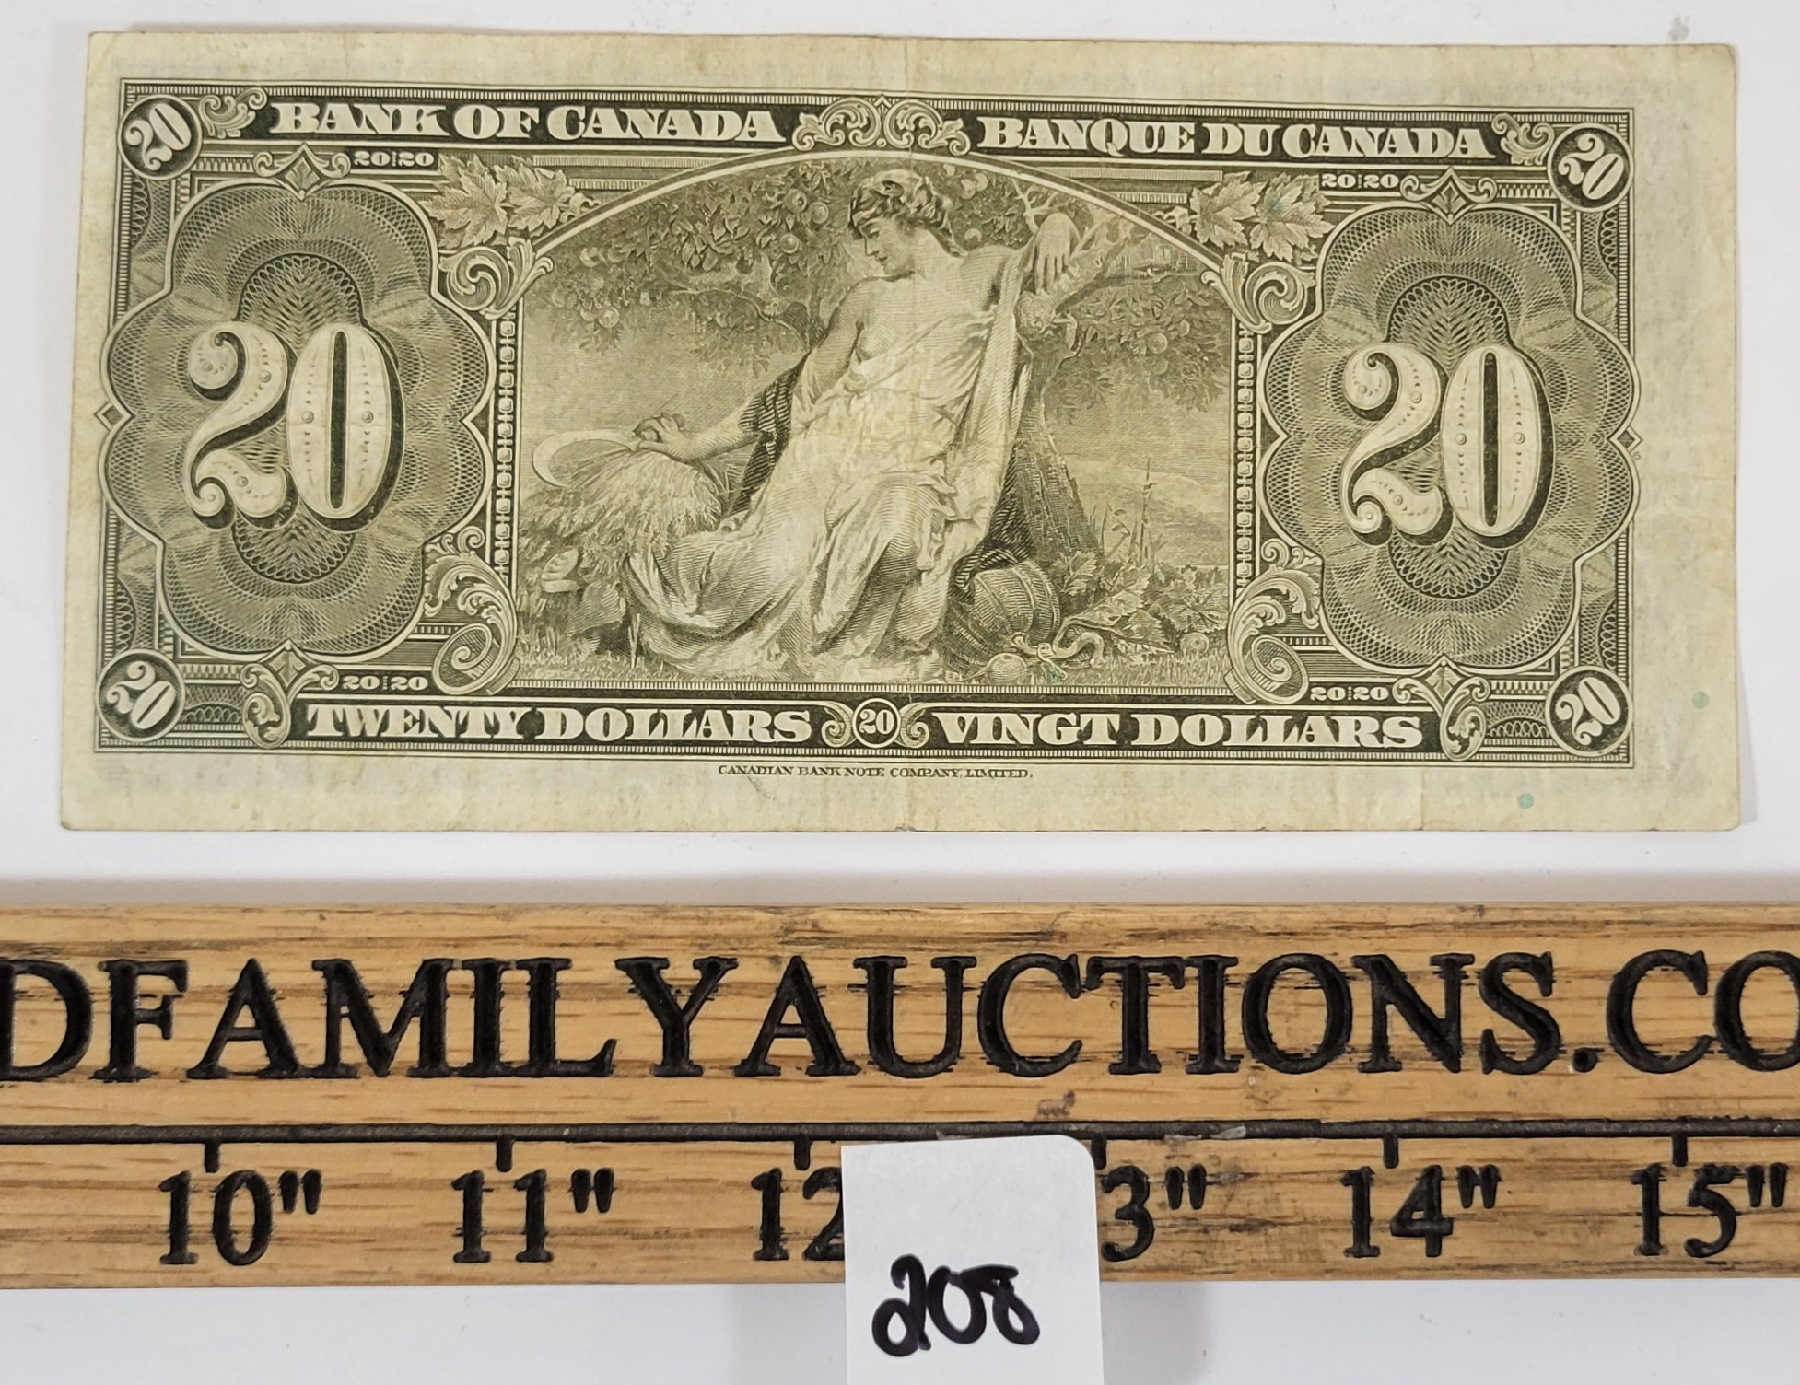 20 BANK OF CANADA BANQUE DU CANADA 20
20 20 20 20
20 20
20 20 20 20
20 TWENTY DOLLARS 20 VINGT DOLLARS 20
CANADIAN BANK NOTE COMPANY, LIMITED.
DFAMILYAUCTIONS.CO
10" 11" 12 3" 14" 15"
208